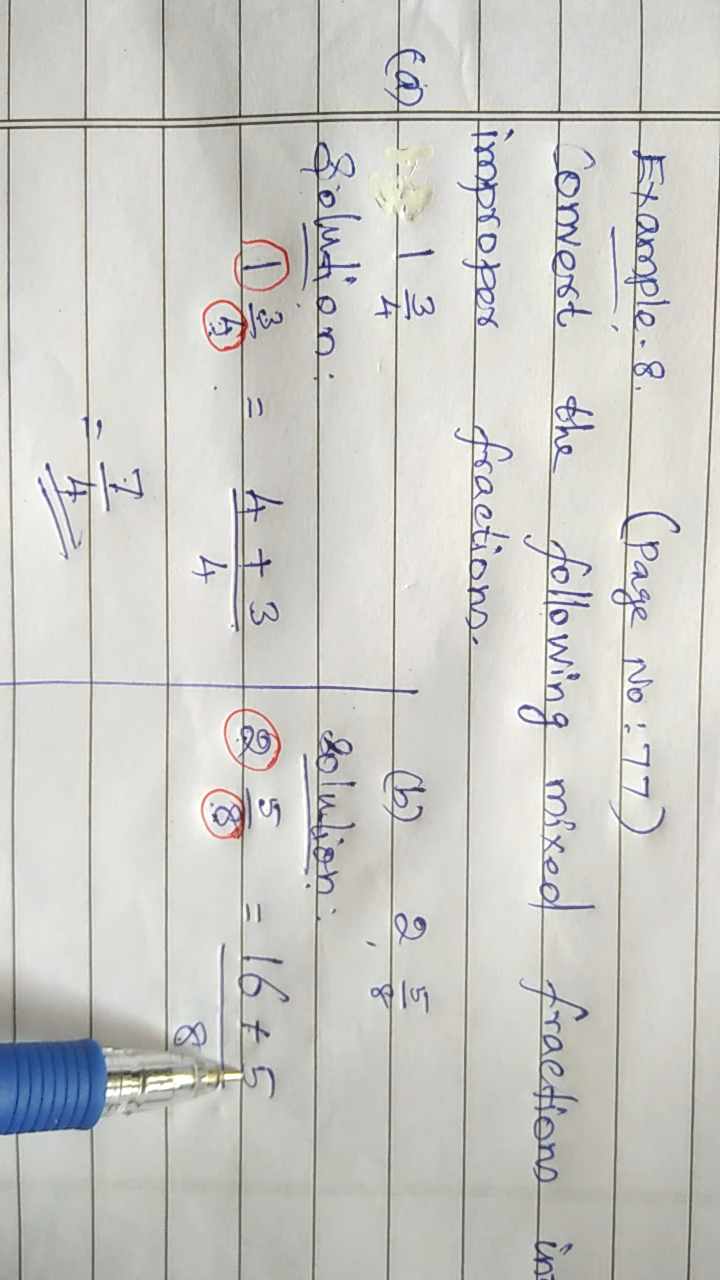 Example-8. (Page No: 77)
Convert the following mixed fractions in
improper fractions.
(a) 1 3/4 (b) 2 5/8
Solution: Solution:
1 3/4 = 4 + 3/4 2 5/8 = 16 + 5/8
= 7/4